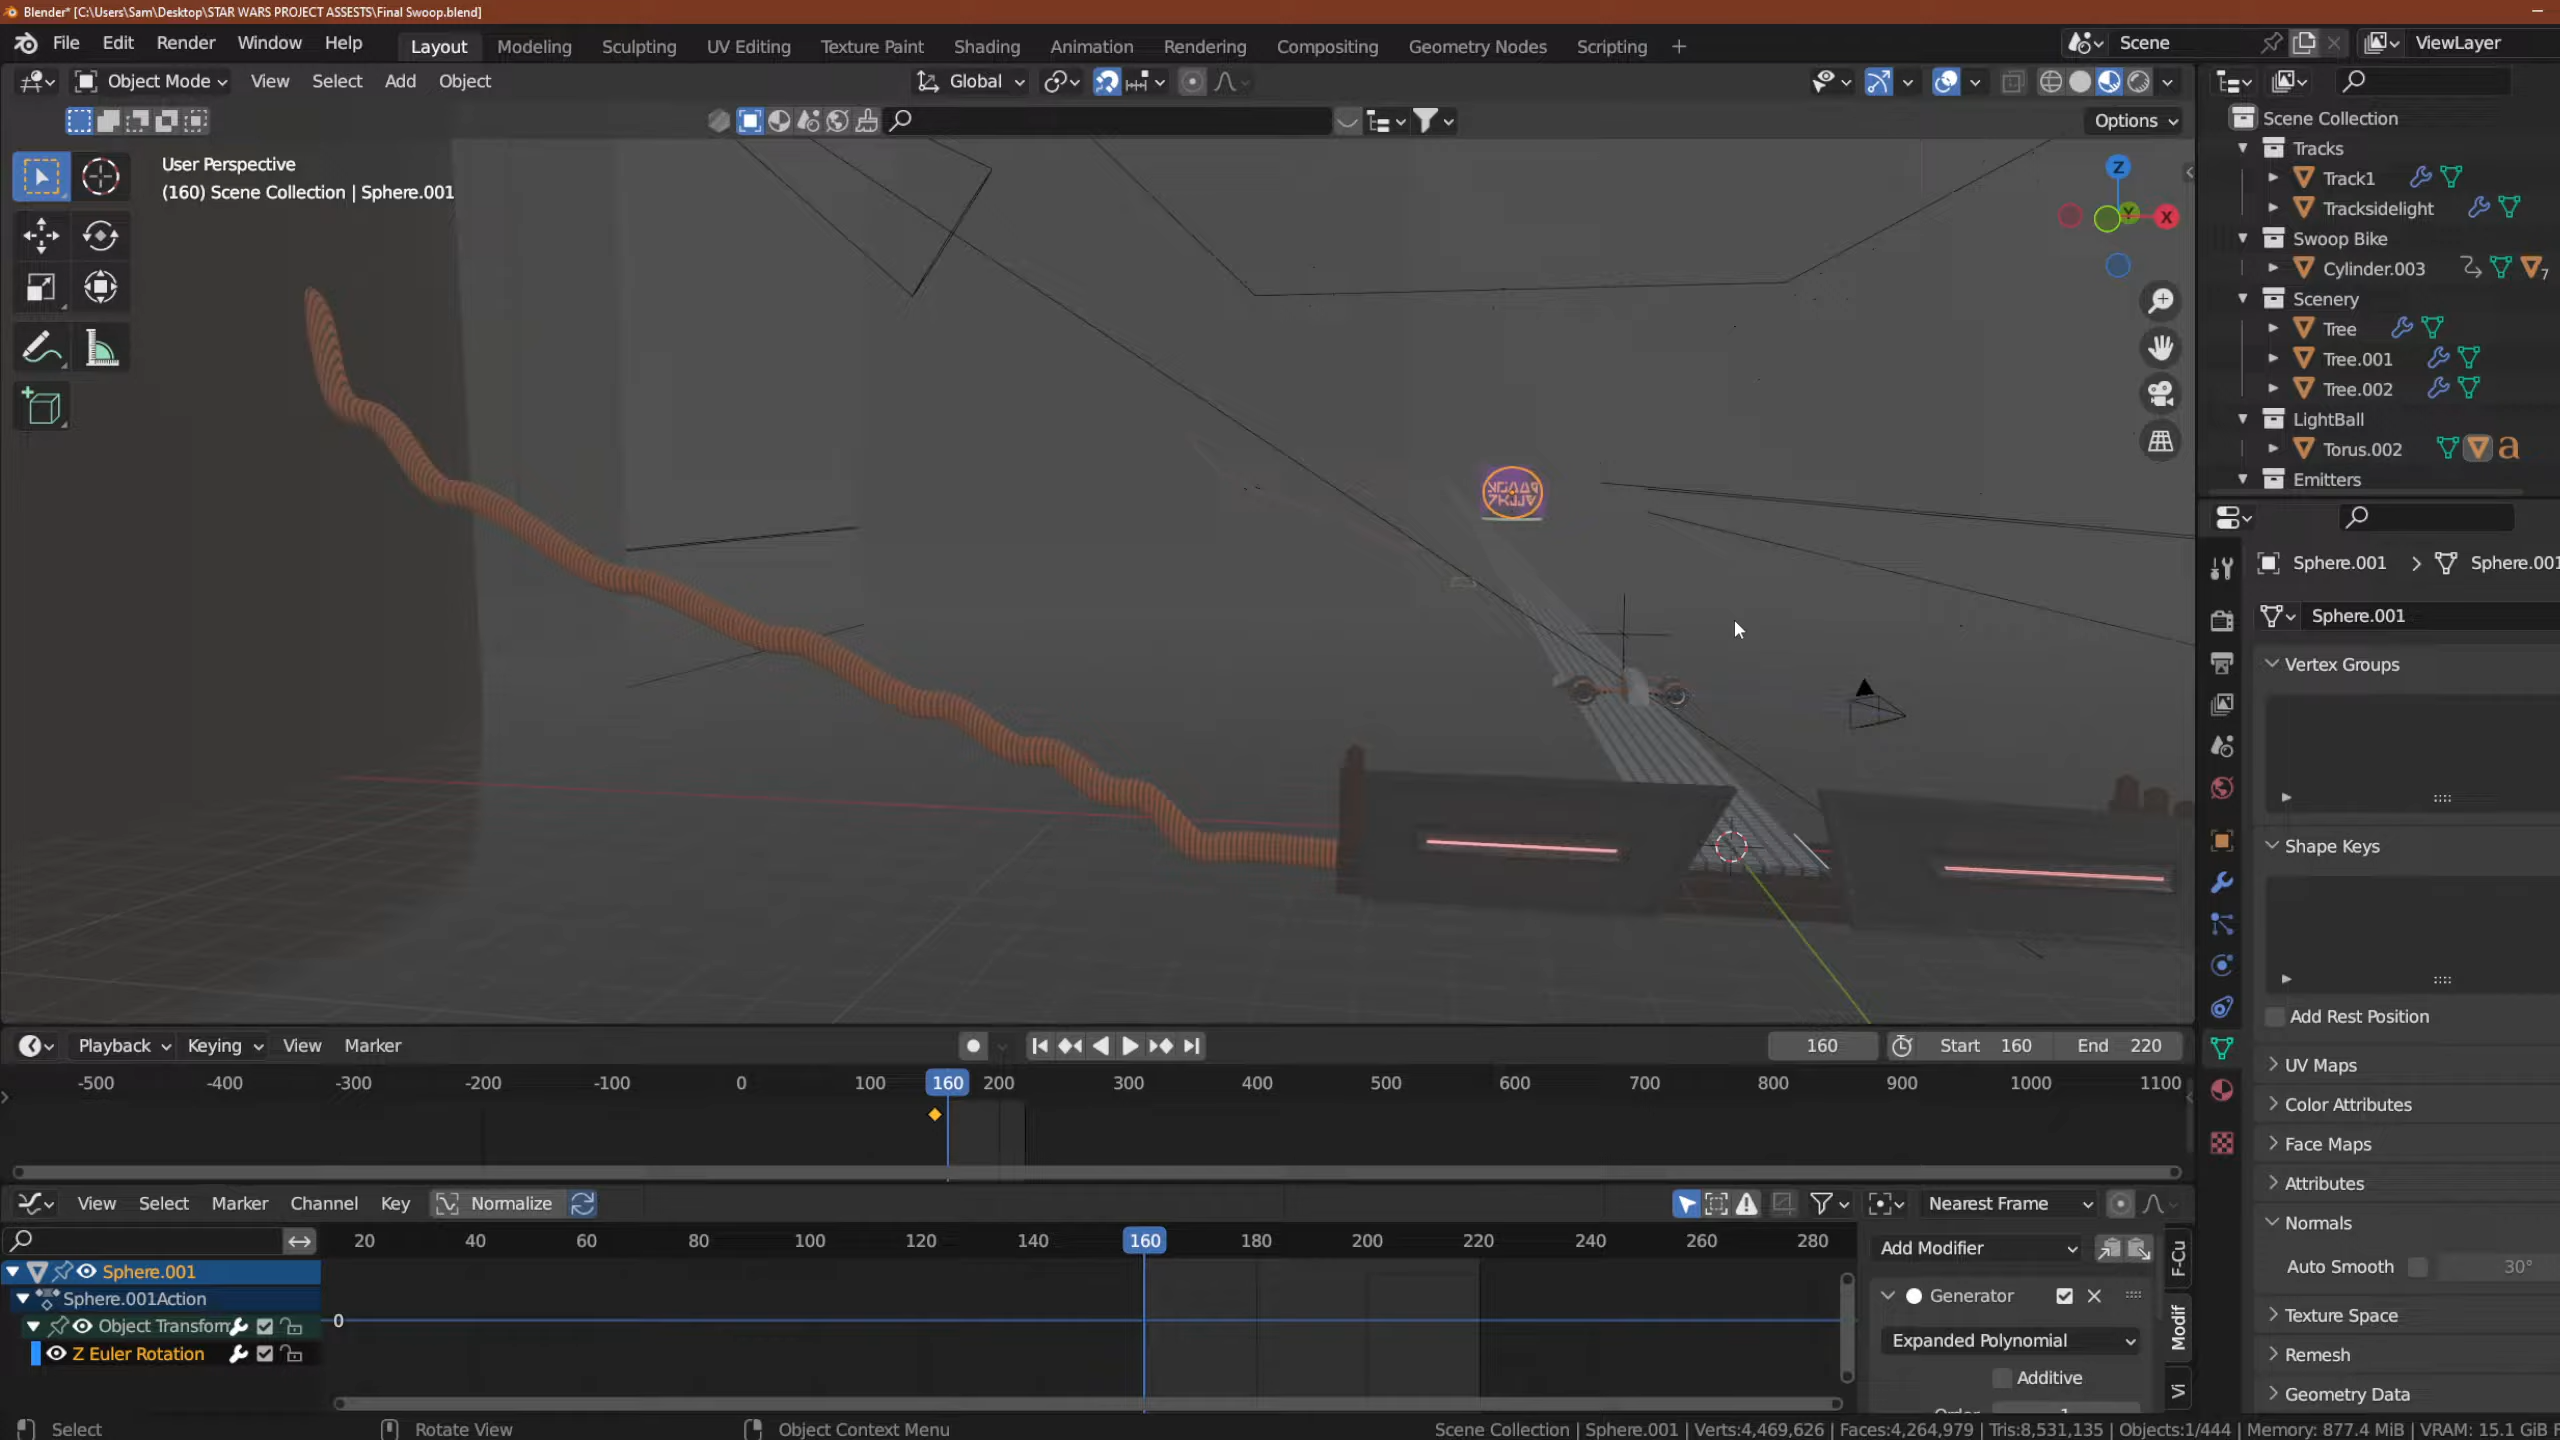 Blender* [C:\Users\Sam\Desktop\STAR WARS PROJECT ASSESTS\Final Swoop.blend]
File Edit Render Window Help Layout Modeling Sculpting UV Editing Texture Paint Shading Animation Rendering Compositing Geometry Nodes Scripting + Scene ViewLayer
Object Mode View Select Add Object Global
Options
User Perspective
(160) Scene Collection | Sphere.001
Z
Y
X
Scene Collection
Tracks
Track1
Tracksidelight
Swoop Bike
Cylinder.003 7
Scenery
Tree
Tree.001
Tree.002
LightBall
Torus.002
Emitters
Sphere.001 > Sphere.001
Sphere.001
Vertex Groups
Shape Keys
Add Rest Position
UV Maps
Color Attributes
Face Maps
Attributes
Normals
Auto Smooth 30°
Texture Space
Remesh
Geometry Data
Playback Keying View Marker 160 Start 160 End 220
-500 -400 -300 -200 -100 0 100 160 200 300 400 500 600 700 800 900 1000 1100
View Select Marker Channel Key Normalize Nearest Frame
20 40 60 80 100 120 140 160 180 200 220 240 260 280
0
Sphere.001
Sphere.001Action
Object Transform
Z Euler Rotation
Add Modifier
Generator
Expanded Polynomial
Additive
F-Cu
Modif
Vi
Select Rotate View Object Context Menu Scene Collection | Sphere.001 | Verts:4,469,626 | Faces:4,264,979 | Tris:8,531,135 | Objects:1/444 | Memory: 877.4 MiB | VRAM: 15.1 GiB F